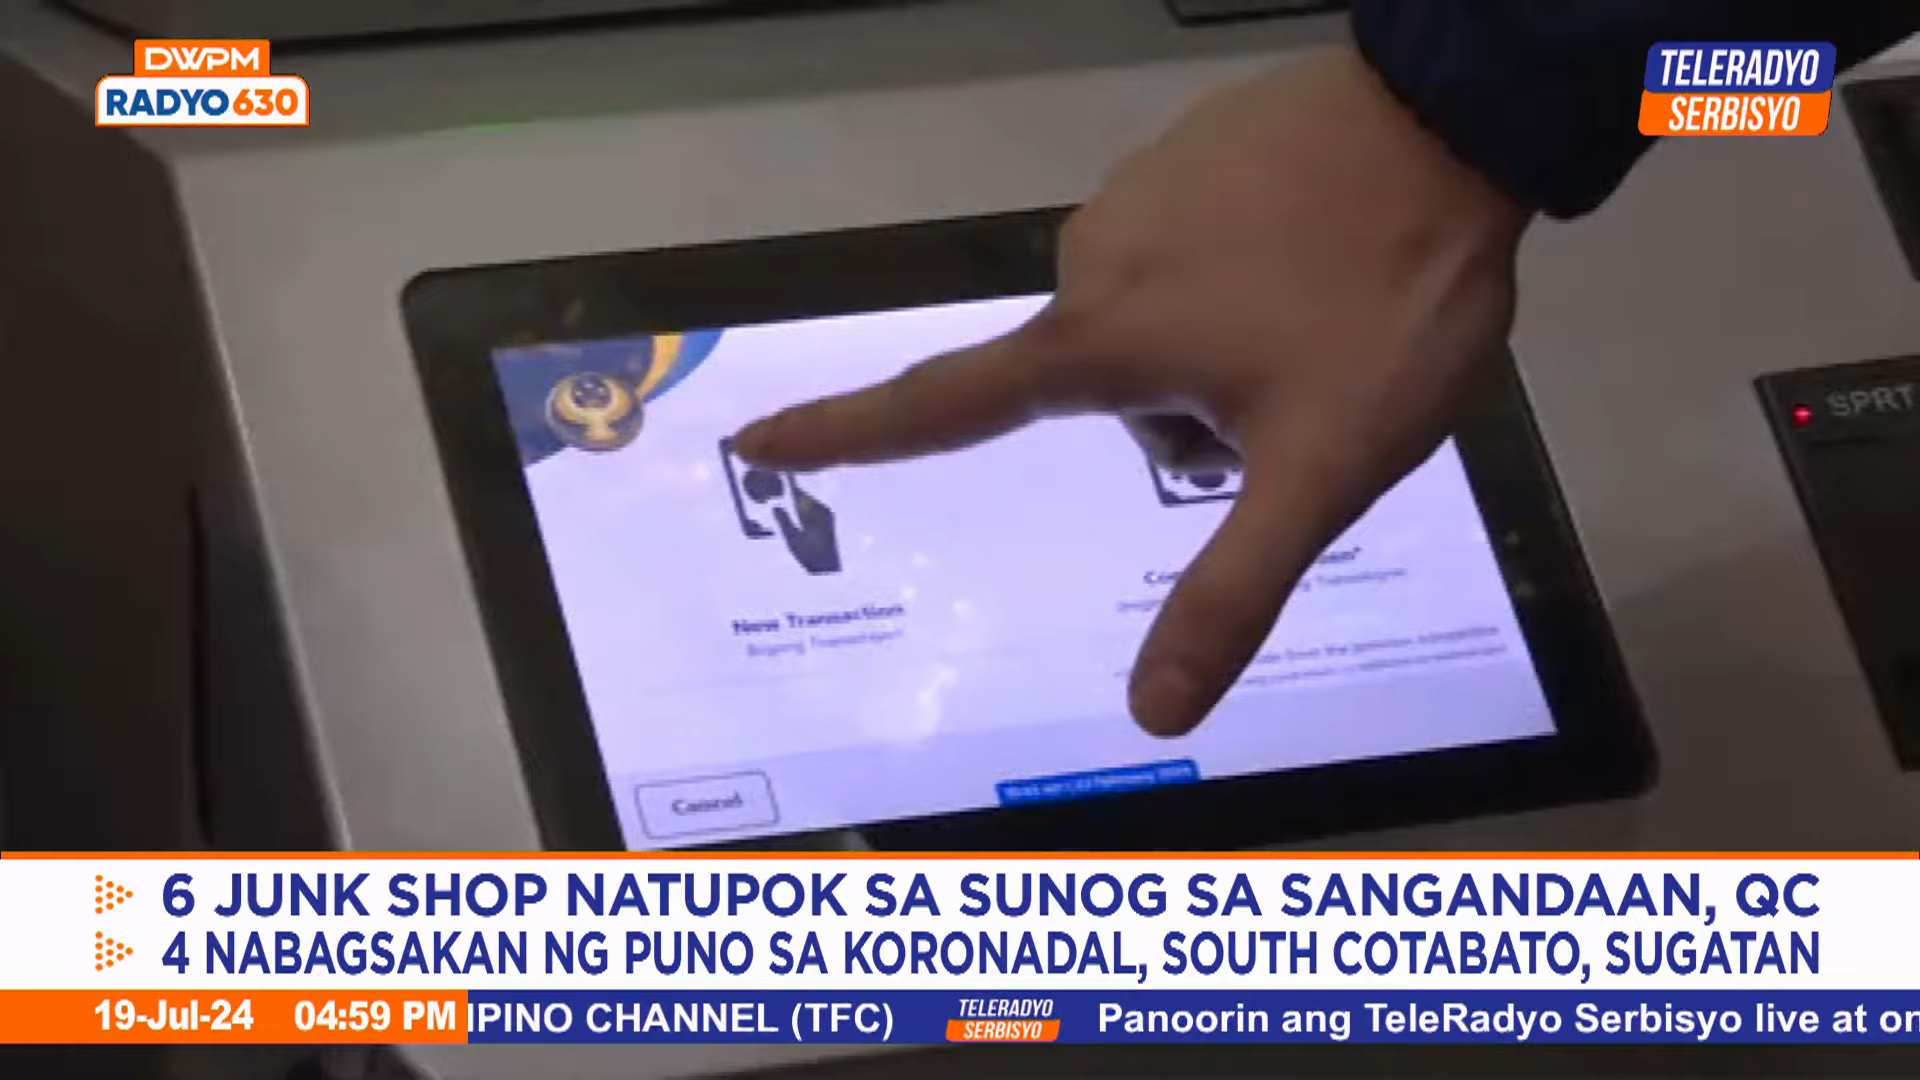 DWPM
RADYO 630
TELERADYO
SERBISYO
SPRT
New Transaction
Cancel
6 JUNK SHOP NATUPOK SA SUNOG SA SANGANDAAN, QC
4 NABAGSAKAN NG PUNO SA KORONADAL, SOUTH COTABATO, SUGATAN
19-Jul-24 04:59 PM IPINO CHANNEL (TFC) TELERADYO SERBISYO Panoorin ang TeleRadyo Serbisyo live at on